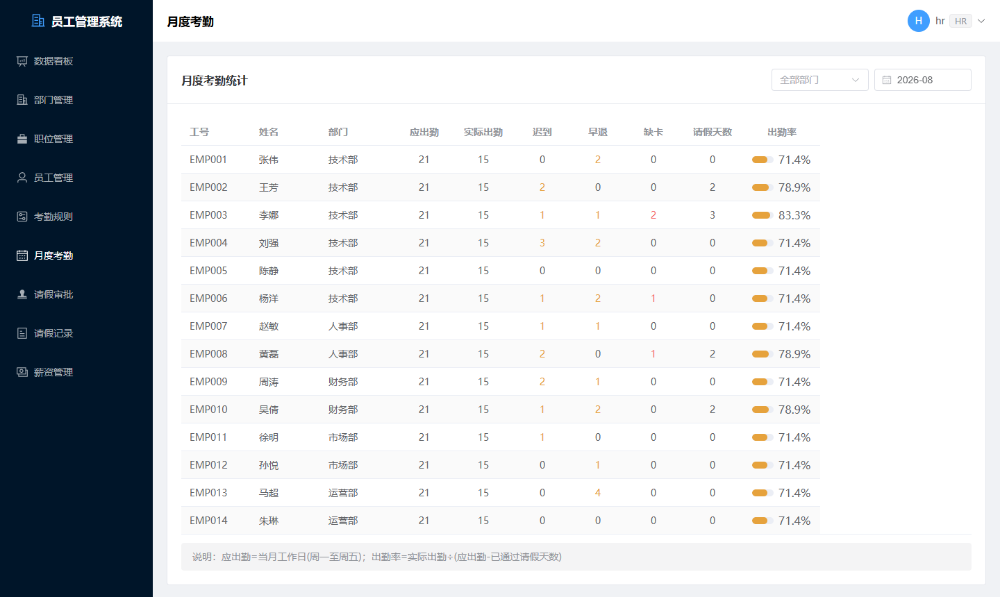 员工管理系统
数据看板
部门管理
职位管理
员工管理
考勤规则
月度考勤
请假审批
请假记录
薪资管理
月度考勤
H hr HR
月度考勤统计
全部部门 2026-08
工号 姓名 部门 应出勤 实际出勤 迟到 早退 缺卡 请假天数 出勤率
EMP001 张伟 技术部 21 15 0 2 0 0 71.4%
EMP002 王芳 技术部 21 15 2 0 0 2 78.9%
EMP003 李娜 技术部 21 15 1 1 2 3 83.3%
EMP004 刘强 技术部 21 15 3 2 0 0 71.4%
EMP005 陈静 技术部 21 15 0 0 0 0 71.4%
EMP006 杨洋 技术部 21 15 1 2 1 0 71.4%
EMP007 赵敏 人事部 21 15 1 1 0 0 71.4%
EMP008 黄磊 人事部 21 15 2 0 1 2 78.9%
EMP009 周涛 财务部 21 15 2 1 0 0 71.4%
EMP010 吴倩 财务部 21 15 1 2 0 2 78.9%
EMP011 徐明 市场部 21 15 1 0 0 0 71.4%
EMP012 孙悦 市场部 21 15 0 1 0 0 71.4%
EMP013 马超 运营部 21 15 0 4 0 0 71.4%
EMP014 朱琳 运营部 21 15 0 0 0 0 71.4%
说明：应出勤=当月工作日(周一至周五)；出勤率=实际出勤÷(应出勤-已通过请假天数)